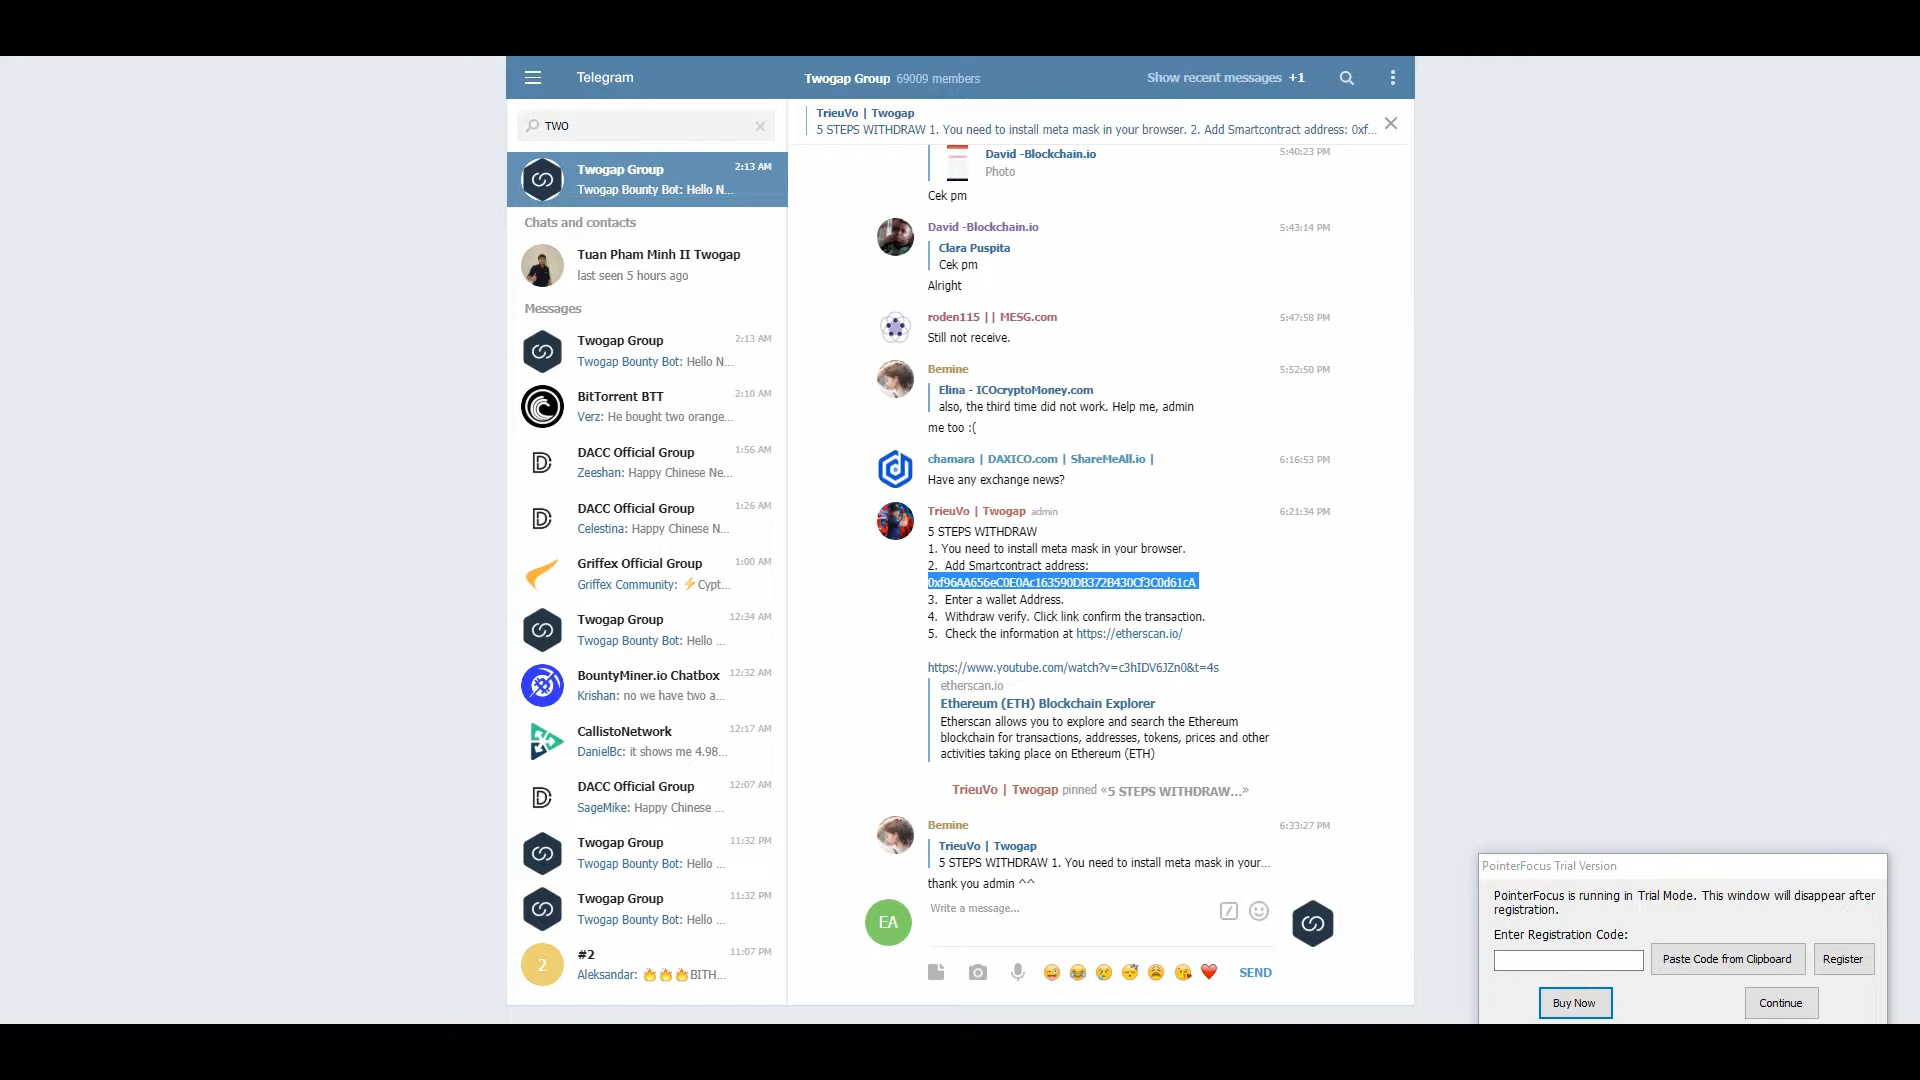 Telegram
Twogap Group 69009 members
Show recent messages +1
TWO
Twogap Group 2:13 AM
Twogap Bounty Bot: Hello N...
Chats and contacts
Tuan Pham Minh II Twogap
last seen 5 hours ago
Messages
Twogap Group 2:13 AM
Twogap Bounty Bot: Hello N...
BitTorrent BTT 2:10 AM
Verz: He bought two orange...
DACC Official Group 1:56 AM
Zeeshan: Happy Chinese Ne...
DACC Official Group 1:26 AM
Celestina: Happy Chinese N...
Griffex Official Group 1:00 AM
Griffex Community: ⚡Cypt...
Twogap Group 12:34 AM
Twogap Bounty Bot: Hello ...
BountyMiner.io Chatbox 12:32 AM
Krishan: no we have two a...
CallistoNetwork 12:17 AM
DanielBc: it shows me 4.98...
DACC Official Group 12:07 AM
SageMike: Happy Chinese ...
Twogap Group 11:32 PM
Twogap Bounty Bot: Hello ...
Twogap Group 11:32 PM
Twogap Bounty Bot: Hello ...
2
#2 11:07 PM
Aleksandar: 🔥🔥🔥BITH...
TrieuVo | Twogap
5 STEPS WITHDRAW 1. You need to install meta mask in your browser. 2. Add Smartcontract address: 0xf...
David -Blockchain.io 5:40:23 PM
Photo
Cek pm
David -Blockchain.io 5:43:14 PM
Clara Puspita
Cek pm
Alright
roden115 || MESG.com 5:47:58 PM
Still not receive.
Bemine 5:52:50 PM
Elina - ICOcryptoMoney.com
also, the third time did not work. Help me, admin
me too :(
chamara | DAXICO.com | ShareMeAll.io | 6:16:53 PM
Have any exchange news?
TrieuVo | Twogap admin 6:21:34 PM
5 STEPS WITHDRAW
1. You need to install meta mask in your browser.
2. Add Smartcontract address:
0xf96AA656eC0E0Ac163590DB372B430Cf3C0d61cA
3. Enter a wallet Address.
4. Withdraw verify. Click link confirm the transaction.
5. Check the information at https://etherscan.io/
https://www.youtube.com/watch?v=c3hIDV6JZn0&t=4s
etherscan.io
Ethereum (ETH) Blockchain Explorer
Etherscan allows you to explore and search the Ethereum
blockchain for transactions, addresses, tokens, prices and other
activities taking place on Ethereum (ETH)
TrieuVo | Twogap pinned «5 STEPS WITHDRAW...»
Bemine 6:33:27 PM
TrieuVo | Twogap
5 STEPS WITHDRAW 1. You need to install meta mask in your...
thank you admin ^^
EA
Write a message...
SEND
PointerFocus Trial Version
PointerFocus is running in Trial Mode. This window will disappear after
registration.
Enter Registration Code:
Paste Code from Clipboard
Register
Buy Now
Continue